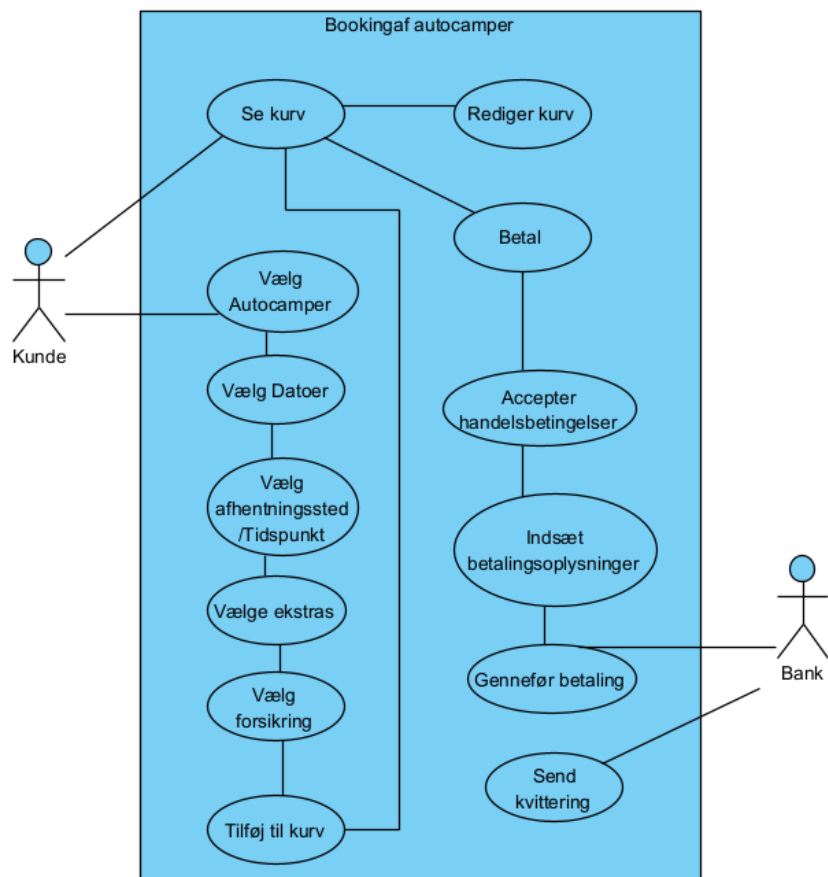 Bookingaf autocamper
Se kurv
Rediger kurv
Betal
Kunde
Vælg
Autocamper
Vælg Datoer
Vælg
afhentningssted
/Tidspunkt
Vælge ekstras
Vælg
forsikring
Tilføj til kurv
Accepter
handelsbetingelser
Indsæt
betalingsoplysninger
Gennefør betaling
Send
kvittering
Bank